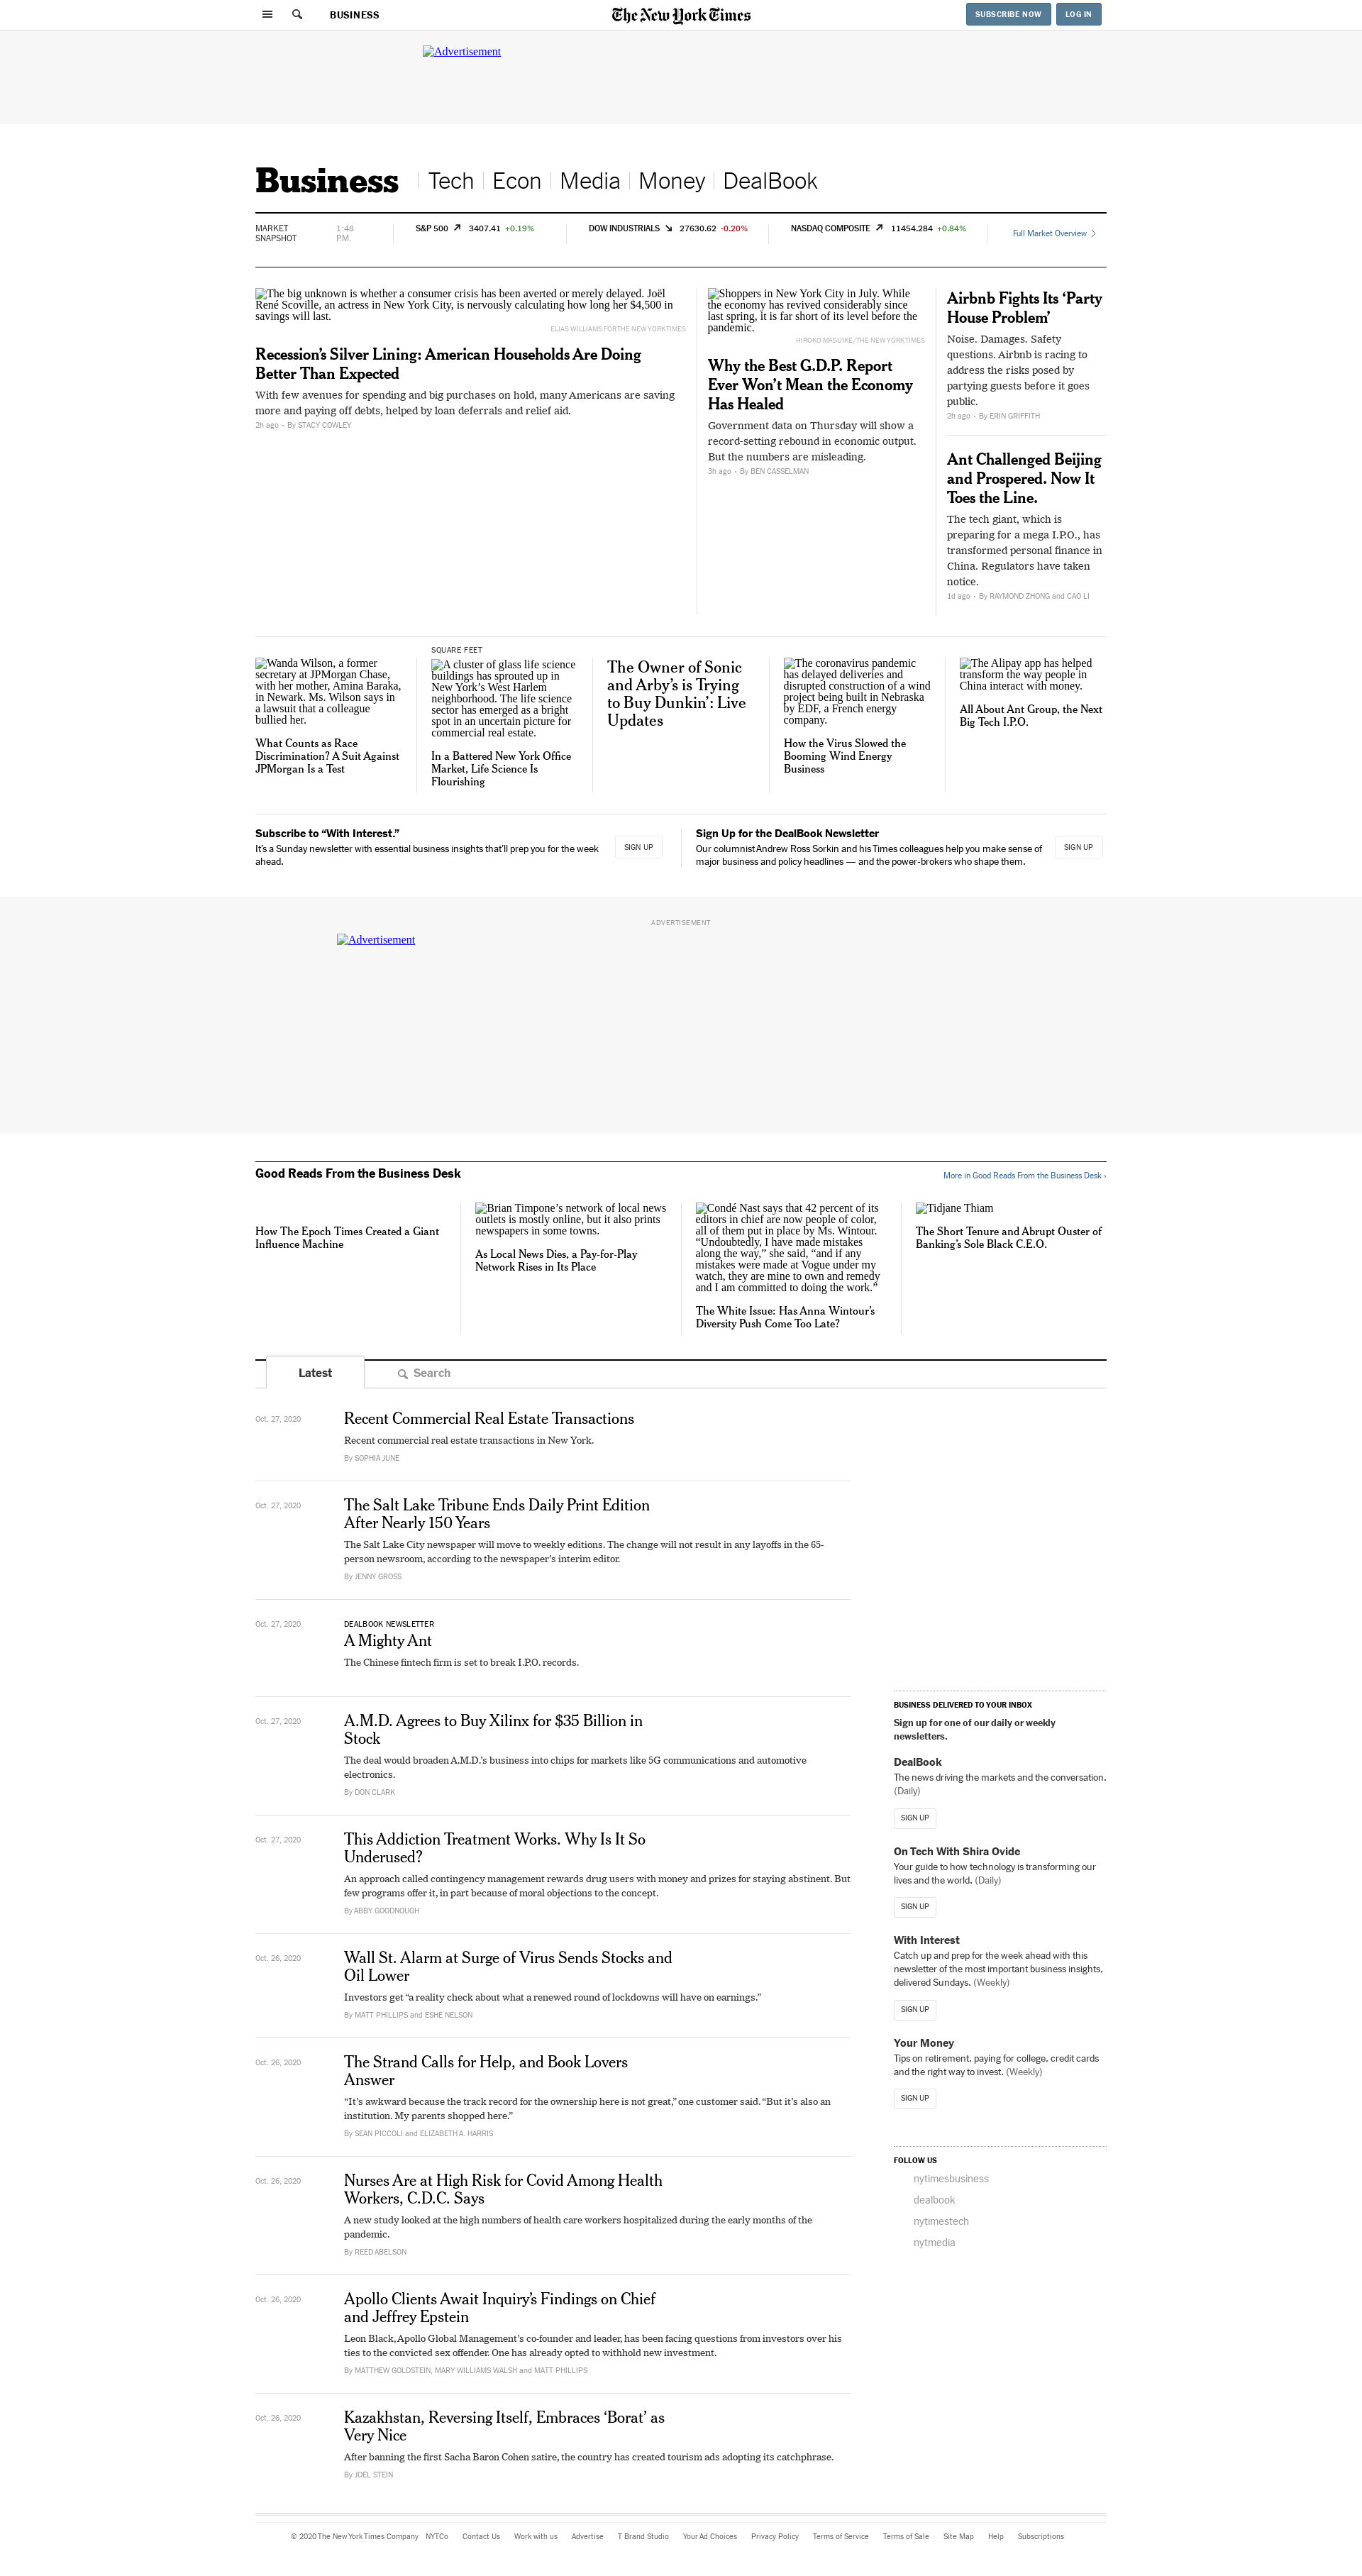 BUSINESS
The New York Times
SUBSCRIBE NOW
LOG IN
Advertisement
Business
Tech
Econ
Media
Money
DealBook
MARKET
SNAPSHOT
1:48
P.M.
S&P 500 3407.41 +0.19%
DOW INDUSTRIALS 27630.62 -0.20%
NASDAQ COMPOSITE 11454.284 +0.84%
Full Market Overview
The big unknown is whether a consumer crisis has been averted or merely delayed. Joël
René Scoville, an actress in New York City, is nervously calculating how long her $4,500 in
savings will last.
ELIAS WILLIAMS FOR THE NEW YORK TIMES
Recession’s Silver Lining: American Households Are Doing
Better Than Expected
With few avenues for spending and big purchases on hold, many Americans are saving
more and paying off debts, helped by loan deferrals and relief aid.
2h ago • By STACY COWLEY
Shoppers in New York City in July. While
the economy has revived considerably since
last spring, it is far short of its level before the
pandemic.
HIROKO MASUIKE/THE NEW YORK TIMES
Why the Best G.D.P. Report
Ever Won’t Mean the Economy
Has Healed
Government data on Thursday will show a
record-setting rebound in economic output.
But the numbers are misleading.
3h ago • By BEN CASSELMAN
Airbnb Fights Its ‘Party
House Problem’
Noise. Damages. Safety
questions. Airbnb is racing to
address the risks posed by
partying guests before it goes
public.
2h ago • By ERIN GRIFFITH
Ant Challenged Beijing
and Prospered. Now It
Toes the Line.
The tech giant, which is
preparing for a mega I.P.O., has
transformed personal finance in
China. Regulators have taken
notice.
1d ago • By RAYMOND ZHONG and CAO LI
Wanda Wilson, a former
secretary at JPMorgan Chase,
with her mother, Amina Baraka,
in Newark. Ms. Wilson says in
a lawsuit that a colleague
bullied her.
What Counts as Race
Discrimination? A Suit Against
JPMorgan Is a Test
SQUARE FEET
A cluster of glass life science
buildings has sprouted up in
New York’s West Harlem
neighborhood. The life science
sector has emerged as a bright
spot in an uncertain picture for
commercial real estate.
In a Battered New York Office
Market, Life Science Is
Flourishing
The Owner of Sonic
and Arby’s is Trying
to Buy Dunkin’: Live
Updates
The coronavirus pandemic
has delayed deliveries and
disrupted construction of a wind
project being built in Nebraska
by EDF, a French energy
company.
How the Virus Slowed the
Booming Wind Energy
Business
The Alipay app has helped
transform the way people in
China interact with money.
All About Ant Group, the Next
Big Tech I.P.O.
Subscribe to “With Interest.”
It’s a Sunday newsletter with essential business insights that’ll prep you for the week
ahead.
SIGN UP
Sign Up for the DealBook Newsletter
Our columnist Andrew Ross Sorkin and his Times colleagues help you make sense of
major business and policy headlines — and the power-brokers who shape them.
SIGN UP
ADVERTISEMENT
Advertisement
Good Reads From the Business Desk
More in Good Reads From the Business Desk ›
How The Epoch Times Created a Giant
Influence Machine
Brian Timpone’s network of local news
outlets is mostly online, but it also prints
newspapers in some towns.
As Local News Dies, a Pay-for-Play
Network Rises in Its Place
Condé Nast says that 42 percent of its
editors in chief are now people of color,
all of them put in place by Ms. Wintour.
“Undoubtedly, I have made mistakes
along the way,” she said, “and if any
mistakes were made at Vogue under my
watch, they are mine to own and remedy
and I am committed to doing the work.”
The White Issue: Has Anna Wintour’s
Diversity Push Come Too Late?
Tidjane Thiam
The Short Tenure and Abrupt Ouster of
Banking’s Sole Black C.E.O.
Latest
Search
Oct. 27, 2020
Recent Commercial Real Estate Transactions
Recent commercial real estate transactions in New York.
By SOPHIA JUNE
Oct. 27, 2020
The Salt Lake Tribune Ends Daily Print Edition
After Nearly 150 Years
The Salt Lake City newspaper will move to weekly editions. The change will not result in any layoffs in the 65-
person newsroom, according to the newspaper’s interim editor.
By JENNY GROSS
Oct. 27, 2020
DEALBOOK NEWSLETTER
A Mighty Ant
The Chinese fintech firm is set to break I.P.O. records.
Oct. 27, 2020
A.M.D. Agrees to Buy Xilinx for $35 Billion in
Stock
The deal would broaden A.M.D.’s business into chips for markets like 5G communications and automotive
electronics.
By DON CLARK
Oct. 27, 2020
This Addiction Treatment Works. Why Is It So
Underused?
An approach called contingency management rewards drug users with money and prizes for staying abstinent. But
few programs offer it, in part because of moral objections to the concept.
By ABBY GOODNOUGH
Oct. 26, 2020
Wall St. Alarm at Surge of Virus Sends Stocks and
Oil Lower
Investors get “a reality check about what a renewed round of lockdowns will have on earnings.”
By MATT PHILLIPS and ESHE NELSON
Oct. 26, 2020
The Strand Calls for Help, and Book Lovers
Answer
“It’s awkward because the track record for the ownership here is not great,” one customer said. “But it’s also an
institution. My parents shopped here.”
By SEAN PICCOLI and ELIZABETH A. HARRIS
Oct. 26, 2020
Nurses Are at High Risk for Covid Among Health
Workers, C.D.C. Says
A new study looked at the high numbers of health care workers hospitalized during the early months of the
pandemic.
By REED ABELSON
Oct. 26, 2020
Apollo Clients Await Inquiry’s Findings on Chief
and Jeffrey Epstein
Leon Black, Apollo Global Management’s co-founder and leader, has been facing questions from investors over his
ties to the convicted sex offender. One has already opted to withhold new investment.
By MATTHEW GOLDSTEIN, MARY WILLIAMS WALSH and MATT PHILLIPS
Oct. 26, 2020
Kazakhstan, Reversing Itself, Embraces ‘Borat’ as
Very Nice
After banning the first Sacha Baron Cohen satire, the country has created tourism ads adopting its catchphrase.
By JOEL STEIN
BUSINESS DELIVERED TO YOUR INBOX
Sign up for one of our daily or weekly
newsletters.
DealBook
The news driving the markets and the conversation.
(Daily)
SIGN UP
On Tech With Shira Ovide
Your guide to how technology is transforming our
lives and the world. (Daily)
SIGN UP
With Interest
Catch up and prep for the week ahead with this
newsletter of the most important business insights,
delivered Sundays. (Weekly)
SIGN UP
Your Money
Tips on retirement, paying for college, credit cards
and the right way to invest. (Weekly)
SIGN UP
FOLLOW US
nytimesbusiness
dealbook
nytimestech
nytmedia
© 2020 The New York Times Company NYTCo Contact Us Work with us Advertise T Brand Studio Your Ad Choices Privacy Policy Terms of Service Terms of Sale Site Map Help Subscriptions